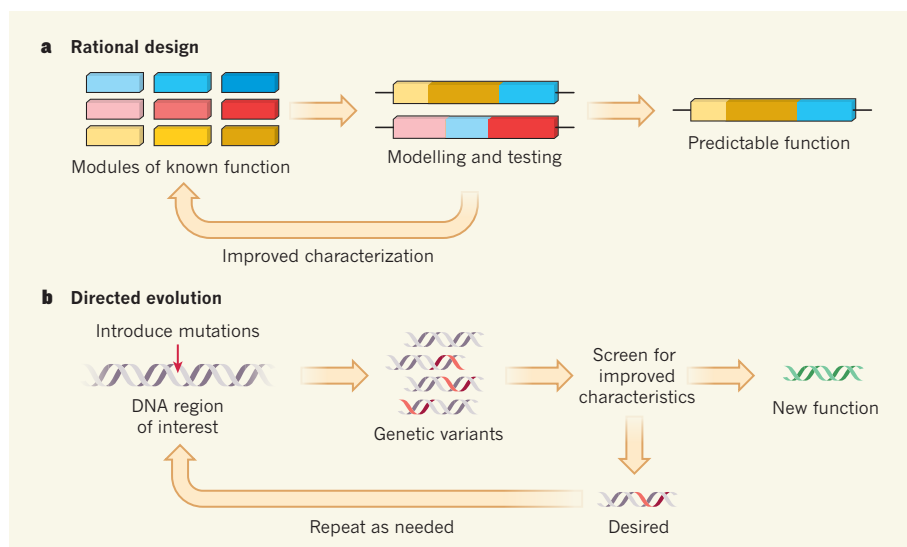 a Rational design
Modules of known function
Modelling and testing
Predictable function
Improved characterization
b Directed evolution
Introduce mutations
DNA region
of interest
Genetic variants
Screen for
improved
characteristics
New function
Repeat as needed
Desired